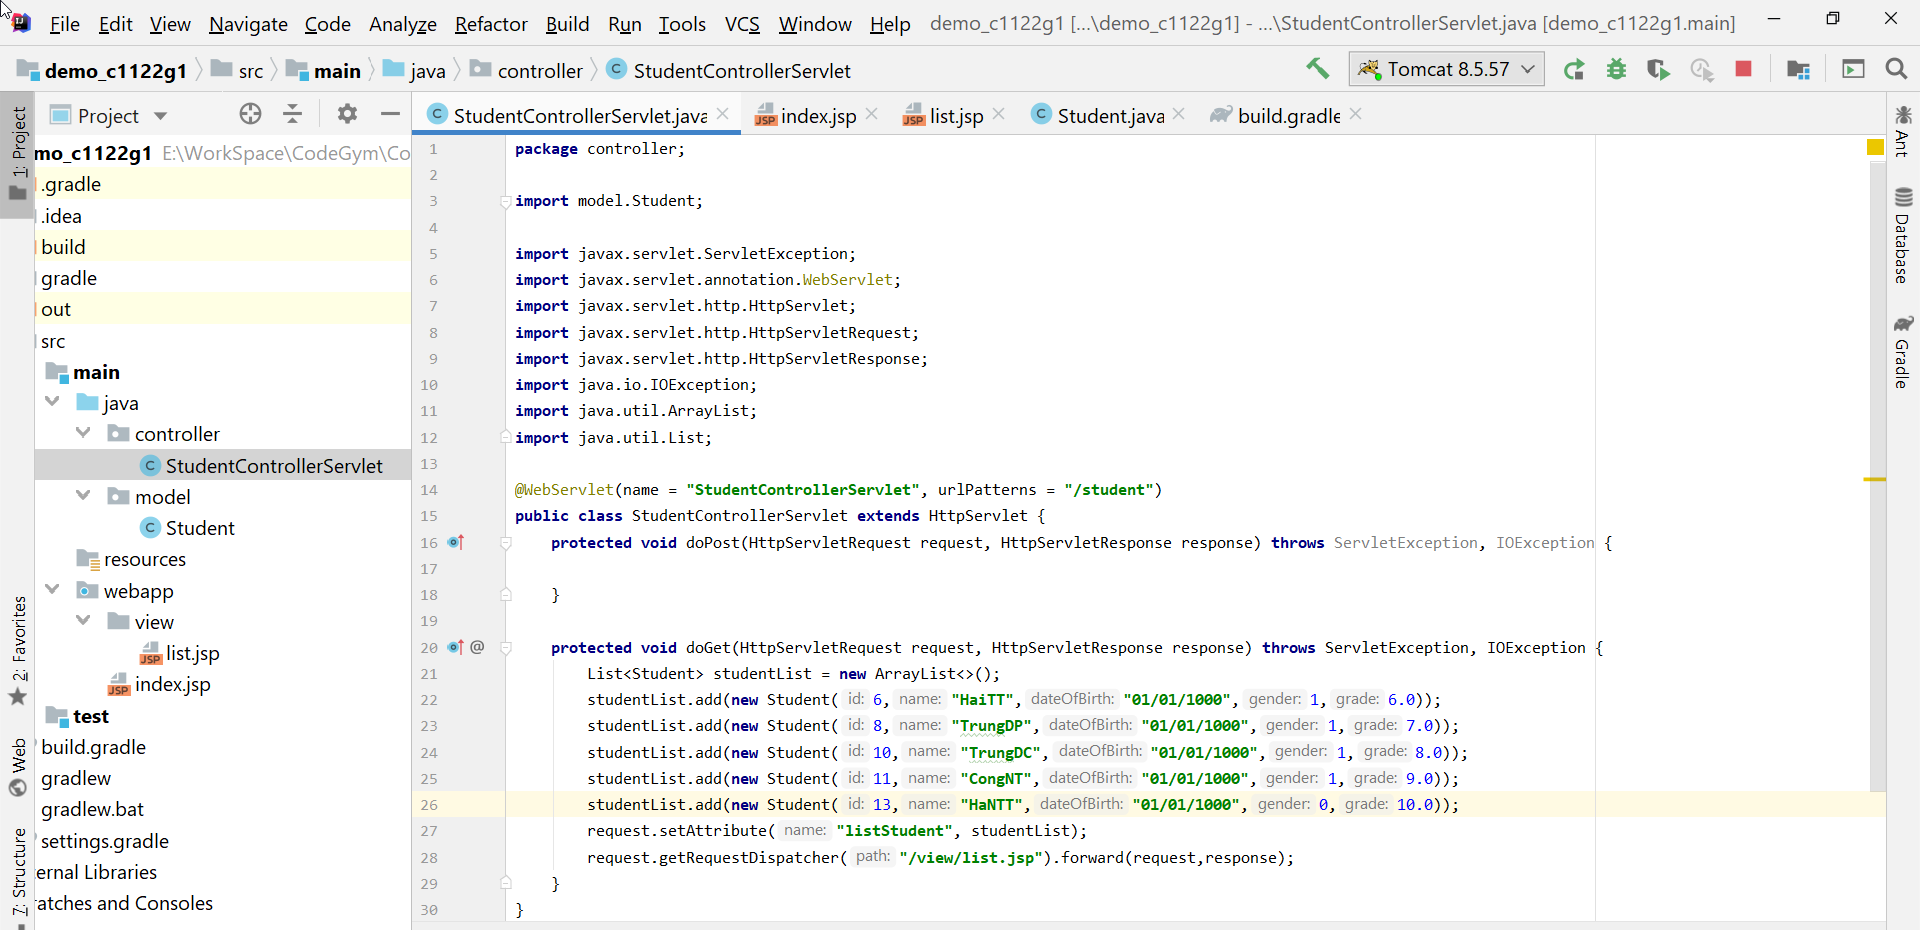 File Edit View Navigate Code Analyze Refactor Build Run Tools VCS Window Help demo_c1122g1 [...\demo_c1122g1] - ...\StudentControllerServlet.java [demo_c1122g1.main]
demo_c1122g1 src main java controller StudentControllerServlet Tomcat 8.5.57
Project
StudentControllerServlet.java index.jsp list.jsp Student.java build.gradle
1: Project
2: Favorites
Web
7: Structure
mo_c1122g1 E:\WorkSpace\CodeGym\Co
.gradle
.idea
build
gradle
out
src
main
java
controller
StudentControllerServlet
model
Student
resources
webapp
view
list.jsp
index.jsp
test
build.gradle
gradlew
gradlew.bat
settings.gradle
ernal Libraries
ratches and Consoles
1 package controller;
2
3 import model.Student;
4
5 import javax.servlet.ServletException;
6 import javax.servlet.annotation.WebServlet;
7 import javax.servlet.http.HttpServlet;
8 import javax.servlet.http.HttpServletRequest;
9 import javax.servlet.http.HttpServletResponse;
10 import java.io.IOException;
11 import java.util.ArrayList;
12 import java.util.List;
13
14 @WebServlet(name = "StudentControllerServlet", urlPatterns = "/student")
15 public class StudentControllerServlet extends HttpServlet {
16 protected void doPost(HttpServletRequest request, HttpServletResponse response) throws ServletException, IOException {
17
18 }
19
20 @ protected void doGet(HttpServletRequest request, HttpServletResponse response) throws ServletException, IOException {
21 List<Student> studentList = new ArrayList<>();
22 studentList.add(new Student( id: 6, name: "HaiTT", dateOfBirth: "01/01/1000", gender: 1, grade: 6.0));
23 studentList.add(new Student( id: 8, name: "TrungDP", dateOfBirth: "01/01/1000", gender: 1, grade: 7.0));
24 studentList.add(new Student( id: 10, name: "TrungDC", dateOfBirth: "01/01/1000", gender: 1, grade: 8.0));
25 studentList.add(new Student( id: 11, name: "CongNT", dateOfBirth: "01/01/1000", gender: 1, grade: 9.0));
26 studentList.add(new Student( id: 13, name: "HaNTT", dateOfBirth: "01/01/1000", gender: 0, grade: 10.0));
27 request.setAttribute( name: "listStudent", studentList);
28 request.getRequestDispatcher( path: "/view/list.jsp").forward(request,response);
29 }
30 }
Ant
Database
Gradle